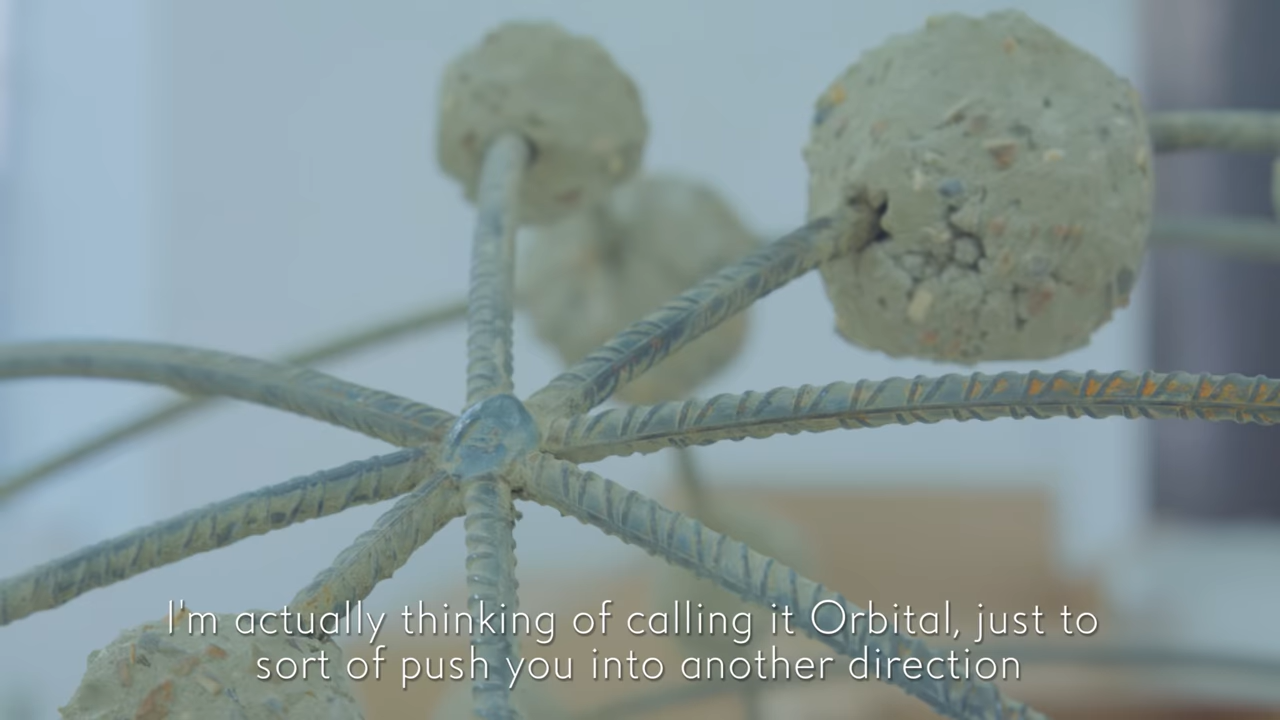 I'm actually thinking of calling it Orbital, just to
sort of push you into another direction